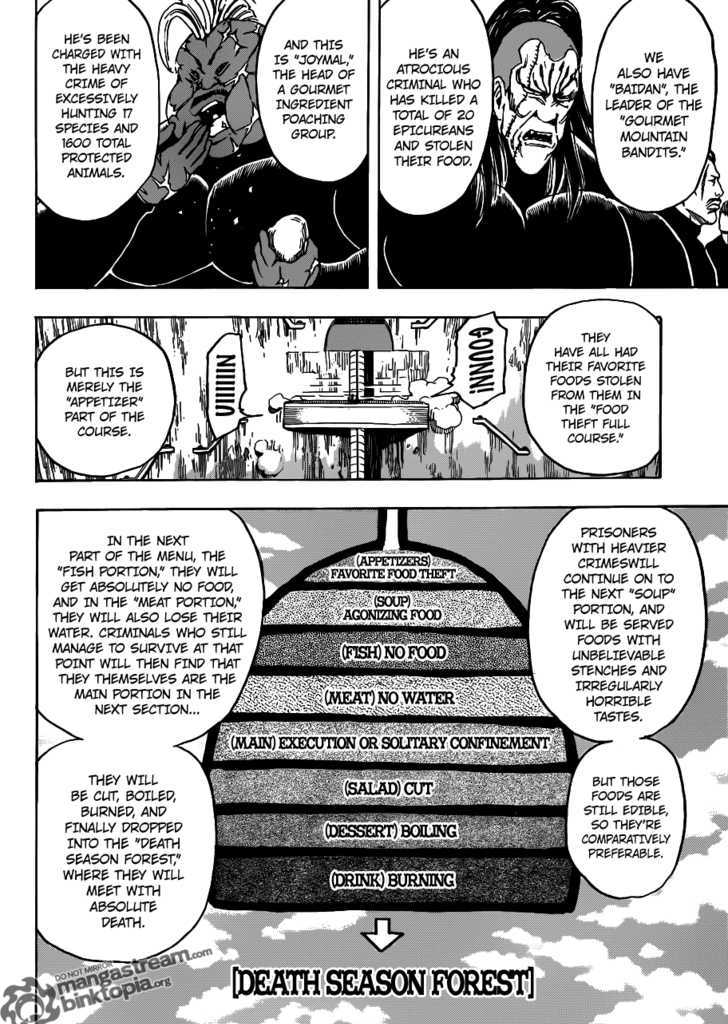 WE
ALSO HAVE
"BAIDAN", THE
LEADER OF THE
"GOURMET
MOUNTAIN
BANDITS."
HE'S AN
ATROCIOUS
CRIMINAL WHO
HAS KILLED A
TOTAL OF 20
EPICUREANS
AND STOLEN
THEIR FOOD.
AND THIS
IS "JOYMAL,"
THE HEAD OF
A GOURMET
INGREDIENT
POACHING
GROUP.
HE'S BEEN
CHARGED WITH
THE HEAVY
CRIME OF
EXCESSIVELY
HUNTING 17
SPECIES AND
1600 TOTAL
PROTECTED
ANIMALS.
THEY
HAVE ALL HAD
THEIR FAVORITE
FOODS STOLEN
FROM THEM IN
THE "FOOD
THEFT FULL
COURSE."
GOUNN!
NIIIIIII
BUT THIS IS
MERELY THE
"APPETIZER"
PART OF THE
COURSE.
PRISONERS
WITH HEAVIER
CRIMESWILL
CONTINUE ON TO
THE NEXT "SOUP"
PORTION, AND
WILL BE SERVED
FOODS WITH
UNBELIEVABLE
STENCHES AND
IRREGULARLY
HORRIBLE
TASTES.
BUT THOSE
FOODS ARE
STILL EDIBLE,
SO THEY'RE
COMPARATIVELY
PREFERABLE.
(APPETIZERS)
FAVORITE FOOD THEFT
(SOUP)
AGONIZING FOOD
(FISH) NO FOOD
(MEAT) NO WATER
(MAIN) EXECUTION OR SOLITARY CONFINEMENT
(SALAD) CUT
(DESSERT) BOILING
(DRINK) BURNING
IN THE NEXT
PART OF THE MENU, THE
"FISH PORTION," THEY WILL
GET ABSOLUTELY NO FOOD,
AND IN THE "MEAT PORTION,"
THEY WILL ALSO LOSE THEIR
WATER. CRIMINALS WHO STILL
MANAGE TO SURVIVE AT THAT
POINT WILL THEN FIND THAT
THEY THEMSELVES ARE THE
MAIN PORTION IN THE
NEXT SECTION...
THEY WILL
BE CUT, BOILED,
BURNED, AND
FINALLY DROPPED
INTO THE "DEATH
SEASON FOREST,"
WHERE THEY WILL
MEET WITH
ABSOLUTE
DEATH.
[DEATH SEASON FOREST]
DO NOT MIRROR
mangastream.com
binktopia.org